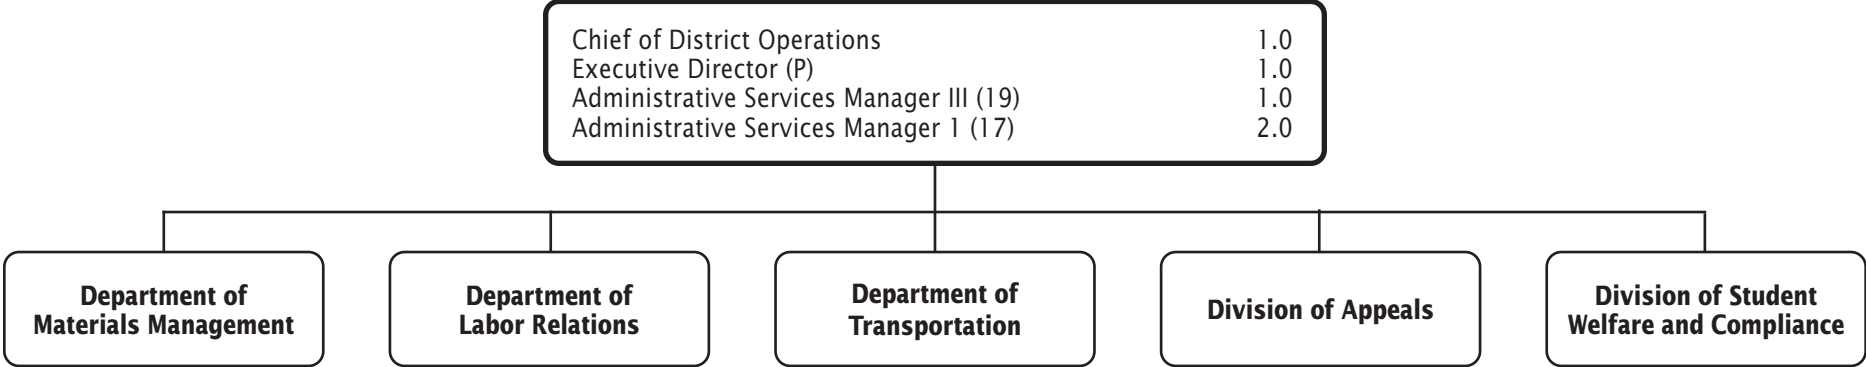 Chief of District Operations 1.0
Executive Director (P) 1.0
Administrative Services Manager III (19) 1.0
Administrative Services Manager 1 (17) 2.0
Department of
Materials Management
Department of
Labor Relations
Department of
Transportation
Division of Appeals
Division of Student
Welfare and Compliance